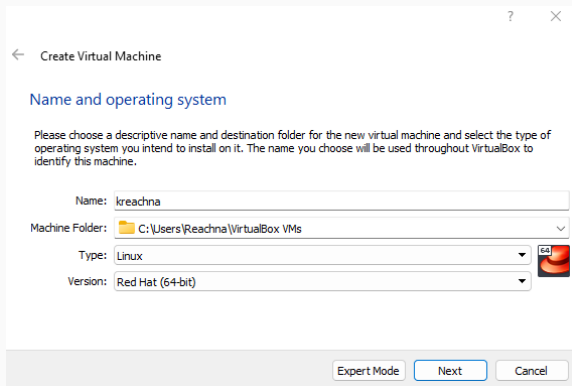 ?
Create Virtual Machine
Name and operating system
Please choose a descriptive name and destination folder for the new virtual machine and select the type of
operating system you intend to install on it. The name you choose will be used throughout VirtualBox to
identify this machine.
Name: kreachna
Machine Folder: C:\Users\Reachna\VirtualBox VMs
Type: Linux
64
Version: Red Hat (64-bit)
Expert Mode Next Cancel